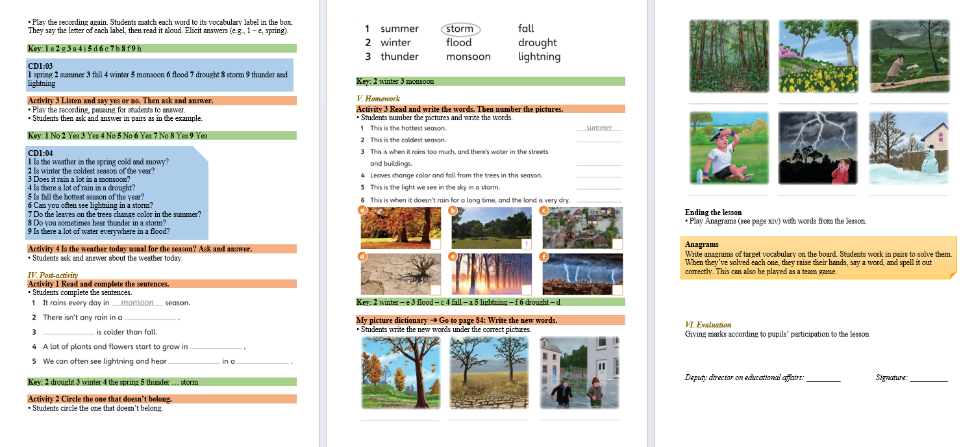 • Play the recording again. Students match each word to its vocabulary label in the box.
They say the letter of each label, then read it aloud. Elicit answers (e.g., 1 – e, spring).
Key: 1 e 2 g 3 a 4 i 5 d 6 c 7 b 8 f 9 h
CD1:03
1 spring 2 summer 3 fall 4 winter 5 monsoon 6 flood 7 drought 8 storm 9 thunder and
lightning
Activity 3 Listen and say yes or no. Then ask and answer.
• Play the recording, pausing for students to answer.
• Students then ask and answer in pairs as in the example.
Key: 1 No 2 Yes 3 Yes 4 No 5 No 6 Yes 7 No 8 Yes 9 Yes
CD1:04
1 Is the weather in the spring cold and snowy?
2 Is winter the coldest season of the year?
3 Does it rain a lot in a monsoon?
4 Is there a lot of rain in a drought?
5 Is fall the hottest season of the year?
6 Can you often see lightning in a storm?
7 Do the leaves on the trees change color in the summer?
8 Do you sometimes hear thunder in a storm?
9 Is there a lot of water everywhere in a flood?
Activity 4 Is the weather today usual for the season? Ask and answer.
• Students ask and answer about the weather today.
IV. Post-activity
Activity 1 Read and complete the sentences.
• Students complete the sentences.
1 It rains every day in monsoon season.
2 There isn't any rain in a ________ .
3 ________ is colder than fall.
4 A lot of plants and flowers start to grow in ________ .
5 We can often see lightning and hear ________ in a ________ .
Key: 2 drought 3 winter 4 the spring 5 thunder … storm
Activity 2 Circle the one that doesn't belong.
• Students circle the one that doesn't belong.
1 summer storm fall
2 winter flood drought
3 thunder monsoon lightning
Key: 2 winter 3 monsoon
V. Homework
Activity 3 Read and write the words. Then number the pictures.
• Students number the pictures and write the words.
1 This is the hottest season. summer
2 This is the coldest season.
3 This is when it rains too much, and there's water in the streets
and buildings.
4 Leaves change color and fall from the trees in this season.
5 This is the light we see in the sky in a storm.
6 This is when it doesn't rain for a long time, and the land is very dry.
a b c
1
d e f
Key: 2 winter – e 3 flood – c 4 fall – a 5 lightning – f 6 drought – d
My picture dictionary ➔ Go to page 84: Write the new words.
• Students write the new words under the correct pictures.
Ending the lesson
• Play Anagrams (see page xiv) with words from the lesson.
Anagrams
Write anagrams of target vocabulary on the board. Students work in pairs to solve them.
When they've solved each one, they raise their hands, say a word, and spell it out
correctly. This can also be played as a team game.
VI. Evaluation
Giving marks according to pupils' participation to the lesson
Deputy director on educational affairs: ________ Signature: ________